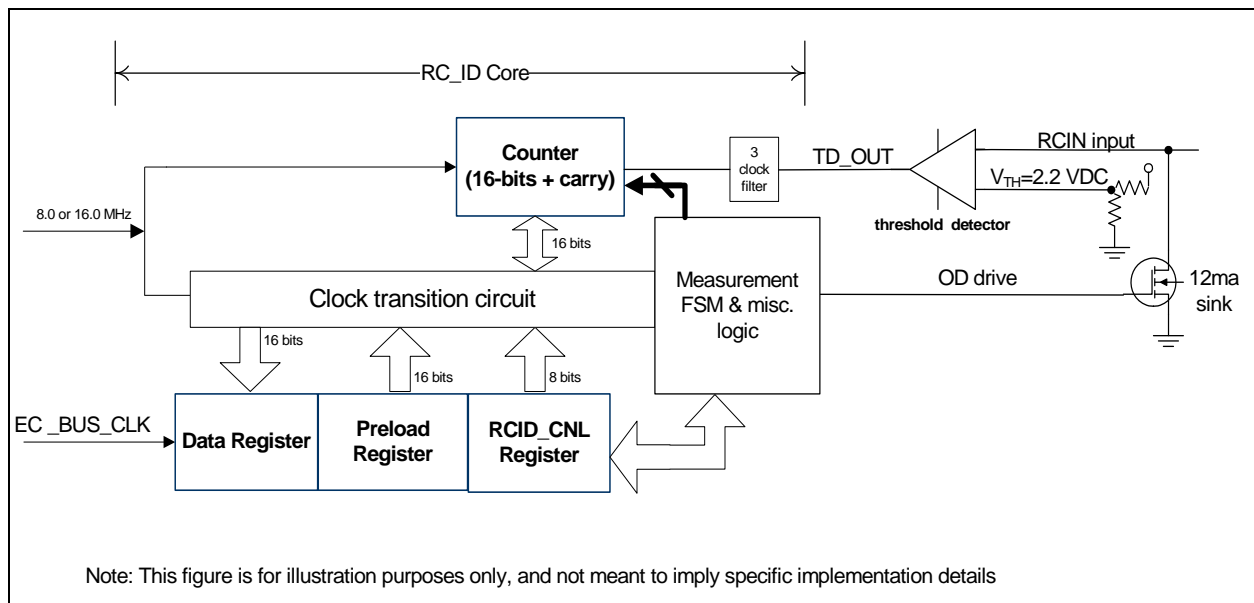 RC_ID Core
Counter
(16-bits + carry)
3
clock
filter
TD_OUT
RCIN input
VTH=2.2 VDC
threshold detector
8.0 or 16.0 MHz
16 bits
Clock transition circuit
Measurement
FSM & misc.
logic
OD drive
12ma
sink
16 bits
16 bits
8 bits
EC _BUS_CLK
Data Register
Preload
Register
RCID_CNL
Register
Note: This figure is for illustration purposes only, and not meant to imply specific implementation details